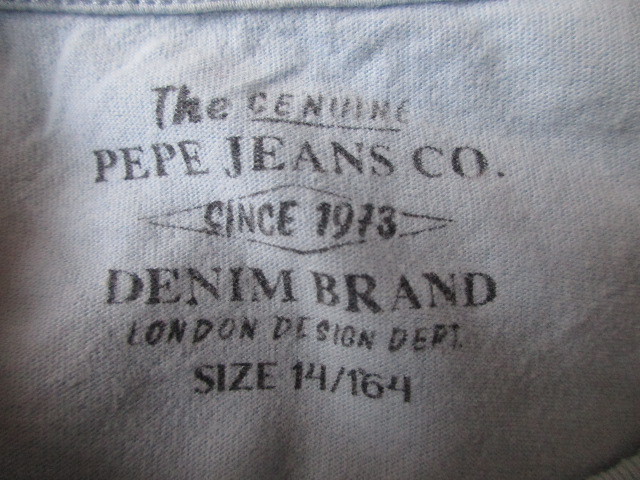 The GENUINE
PEPE JEANS CO.
SINCE 1973
DENIM BRAND
LONDON DESIGN DEPT.
SIZE 14/164